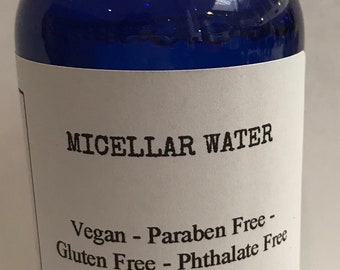 MICELLAR WATER
Vegan - Paraben Free -
Gluten Free - Phthalate Free